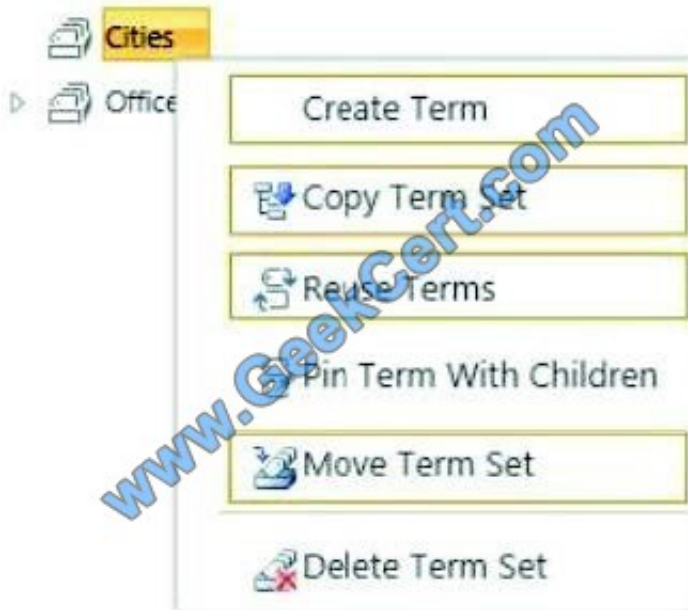 Cities
Office
Create Term
Copy Term Set
Reuse Terms
Pin Term With Children
Move Term Set
Delete Term Set
www.GeekCert.com